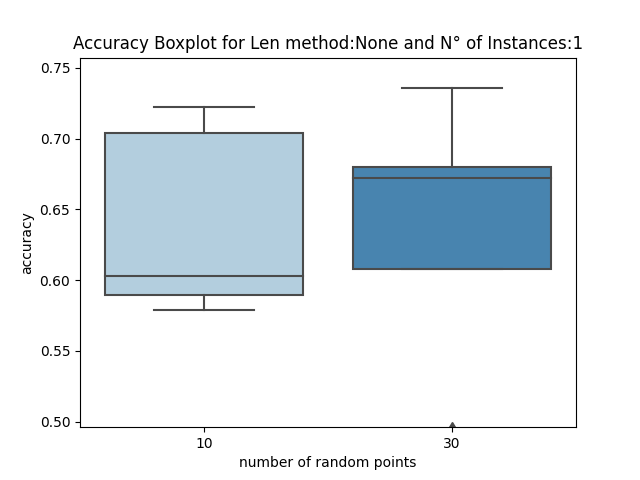 Accuracy Boxplot for Len method:None and N° of Instances:1
0.75
0.70
0.65
0.60
0.55
0.50
accuracy
10
30
number of random points